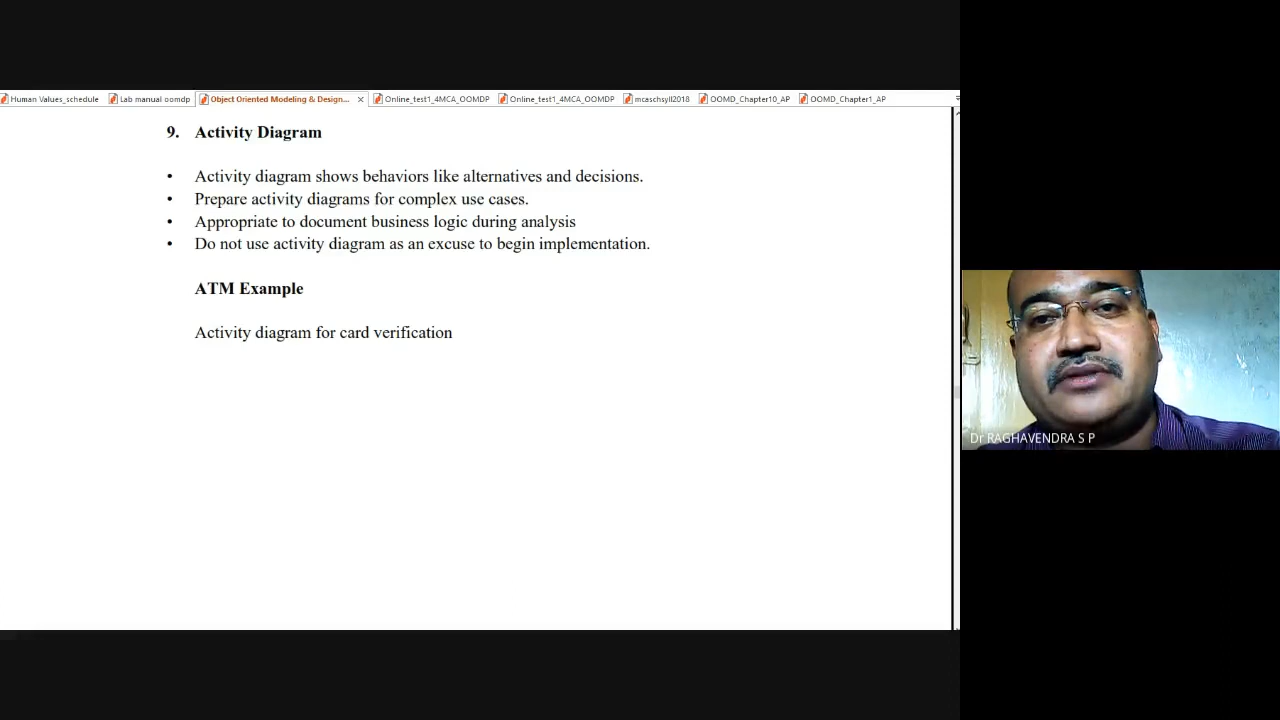 Human Values_schedule
Lab manual oomdp
Object Oriented Modeling & Design...
Online_test1_4MCA_OOMDP
Online_test1_4MCA_OOMDP
mcaschsyll2018
OOMD_Chapter10_AP
OOMD_Chapter1_AP
9. Activity Diagram
• Activity diagram shows behaviors like alternatives and decisions.
• Prepare activity diagrams for complex use cases.
• Appropriate to document business logic during analysis
• Do not use activity diagram as an excuse to begin implementation.
ATM Example
Activity diagram for card verification
Dr RAGHAVENDRA S P